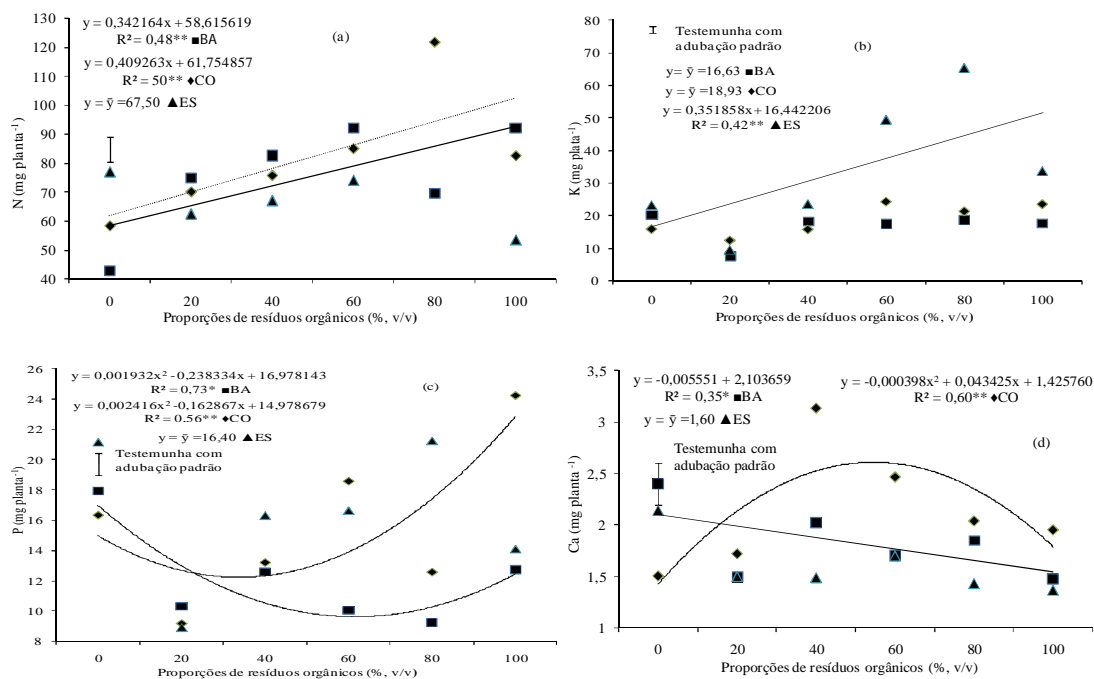 y = 0,342164x + 58,615619
R² = 0,48** ■BA
(a)
y = 0,409263x + 61,754857
R² = 50** ◆CO
y = ȳ =67,50 ▲ES
N (mg planta⁻¹)
130
120
110
100
90
80
70
60
50
40
0 20 40 60 80 100
Proporções de resíduos orgânicos (%, v/v)
Testemunha com
adubação padrão
(b)
y= ȳ =16,63 ■BA
y = ȳ =18,93 ◆CO
y = 0,351858x + 16,442206
R² = 0,42** ▲ES
K (mg plata⁻¹)
80
70
60
50
40
30
20
10
0
0 20 40 60 80 100
Proporções de resíduos orgânicos (%, v/v)
y = 0,001932x² -0,238334x + 16,978143
R² = 0,73* ■BA
(c)
y = 0,002416x² -0,162867x + 14,978679
R² = 0.56** ◆CO
y = ȳ =16,40 ▲ES
Testemunha com
adubação padrão
P (mg planta⁻¹)
26
24
22
20
18
16
14
12
10
8
0 20 40 60 80 100
Proporções de resíduos orgânicos (%, v/v)
y = -0,005551 + 2,103659
R² = 0,35* ■BA
y = -0,000398x² + 0,043425x + 1,425760
R² = 0,60** ◆CO
y = ȳ =1,60 ▲ES
(d)
Testemunha com
adubação padrão
Ca (mg planta⁻¹)
3,5
3
2,5
2
1,5
1
0 20 40 60 80 100
Proporções de resíduos orgânicos (%, v/v)